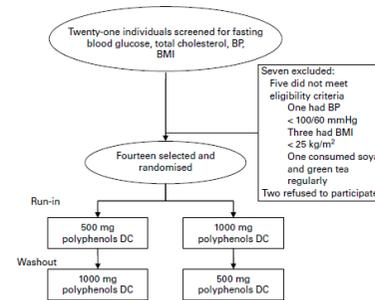 Twenty-one individuals screened for fasting
blood glucose, total cholesterol, BP,
BMI
Seven excluded:
Five did not meet
eligibility criteria
One had BP
< 100/60 mmHg
Three had BMI
< 25 kg/m²
One consumed soya
and green tea
regularly
Two refused to participate
Fourteen selected and
randomised
Run-in
500 mg
polyphenols DC
1000 mg
polyphenols DC
Washout
1000 mg
polyphenols DC
500 mg
polyphenols DC